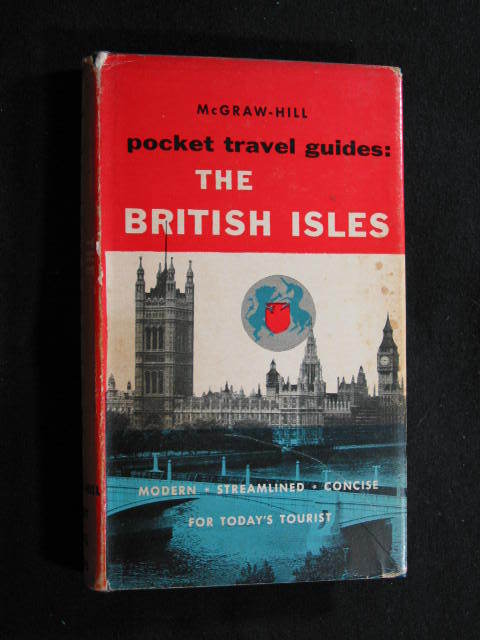 McGRAW-HILL
pocket travel guides:
THE
BRITISH ISLES
MODERN • STREAMLINED • CONCISE
FOR TODAY'S TOURIST